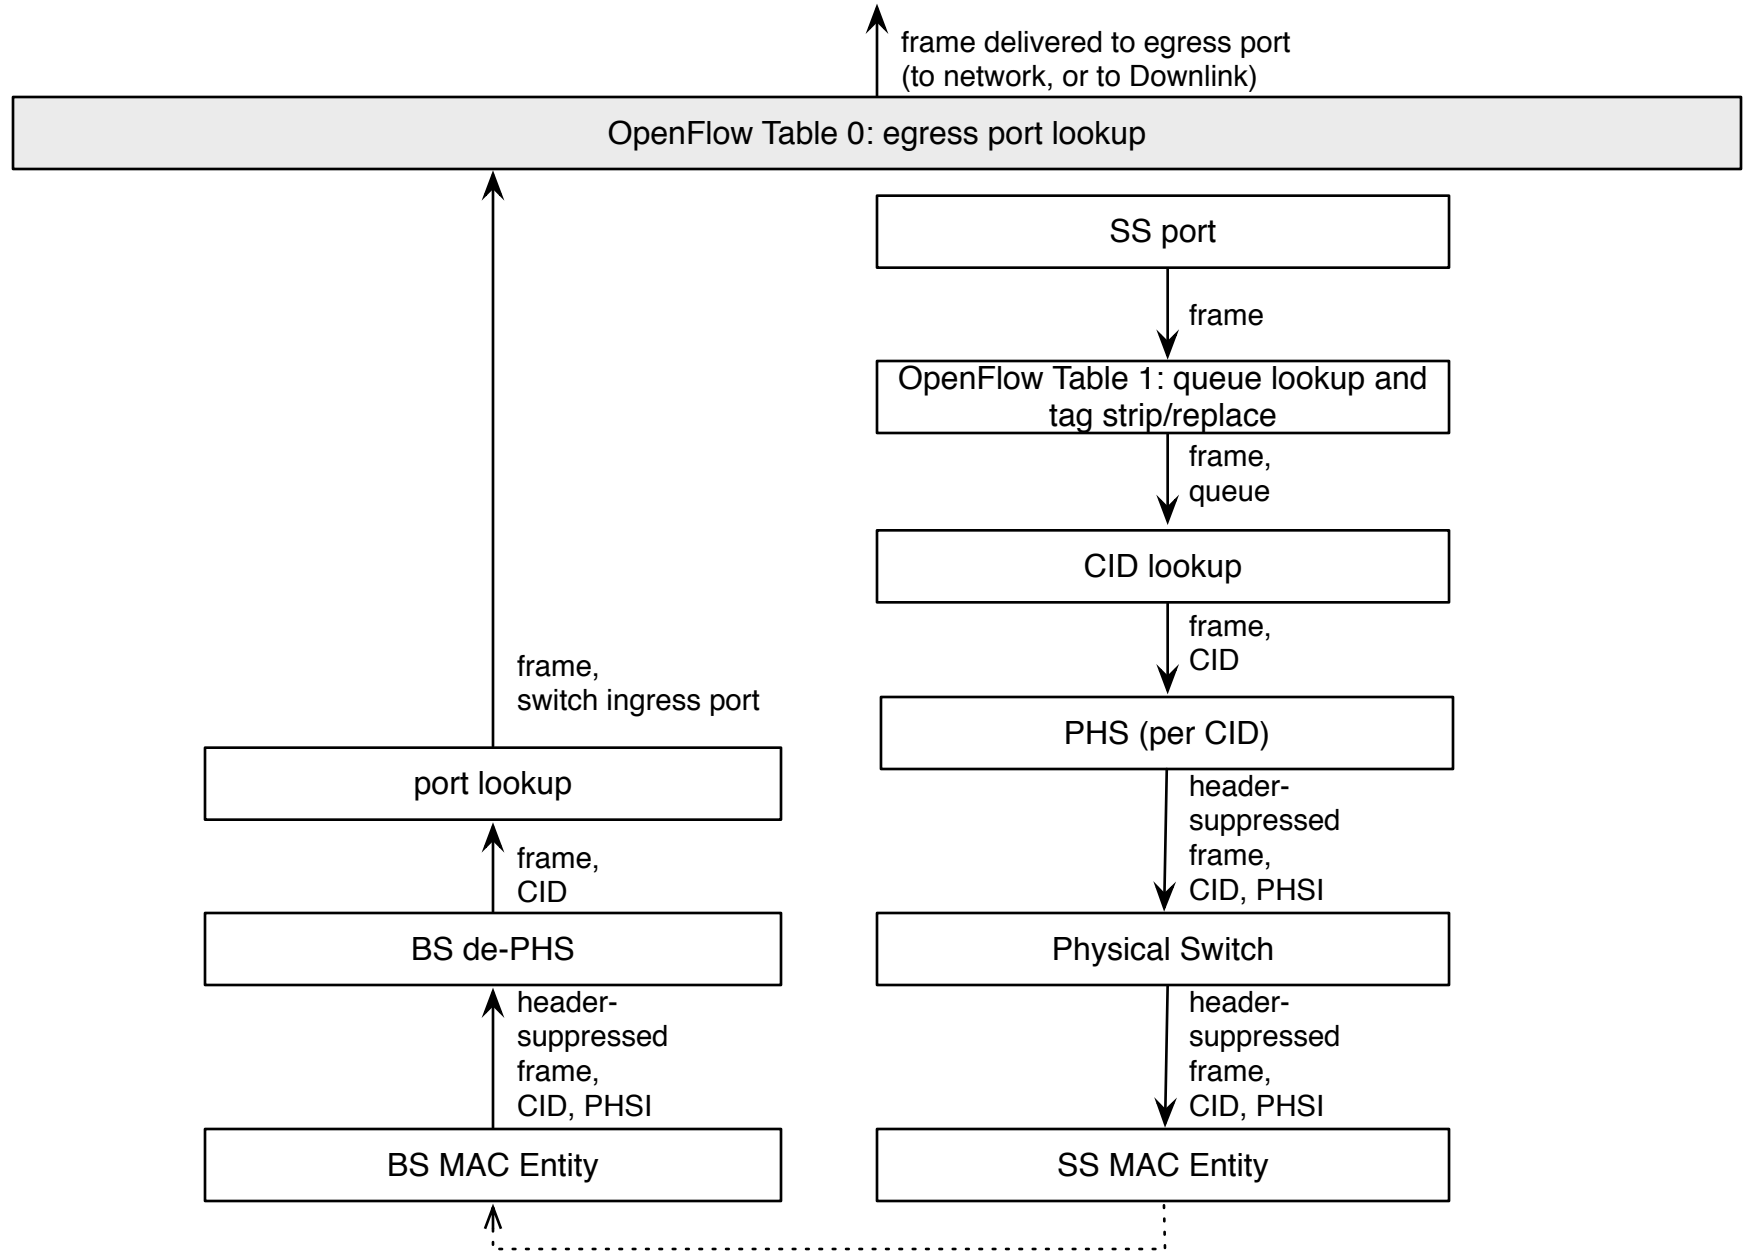 frame delivered to egress port
(to network, or to Downlink)
OpenFlow Table 0: egress port lookup
SS port
frame
OpenFlow Table 1: queue lookup and
tag strip/replace
frame,
queue
CID lookup
frame,
CID
PHS (per CID)
header-
suppressed
frame,
CID, PHSI
Physical Switch
header-
suppressed
frame,
CID, PHSI
SS MAC Entity
frame,
switch ingress port
port lookup
frame,
CID
BS de-PHS
header-
suppressed
frame,
CID, PHSI
BS MAC Entity